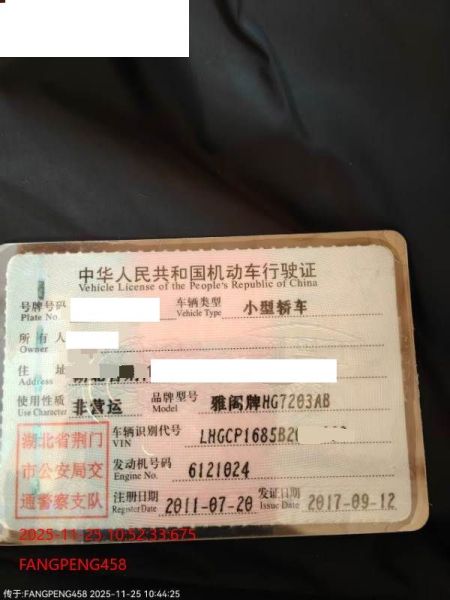 中华人民共和国机动车行驶证
Vehicle License of the People's Republic of China
号牌号码 车辆类型 小型轿车
Plate No. Vehicle Type
所有人
Owner
住址
Address
使用性质 非营运 品牌型号 雅阁牌HG7203AB
Use Character Model
湖北省荆门 车辆识别代号 LHGCP1685B2
VIN
市公安局交 发动机号码 6121024
Engine No.
通警察支队 注册日期 2011-07-20 发证日期 2017-09-12
Register Date Issue Date
2025-11-25 10:52:33:675
FANGPENG458
传于:FANGPENG458 2025-11-25 10:44:25